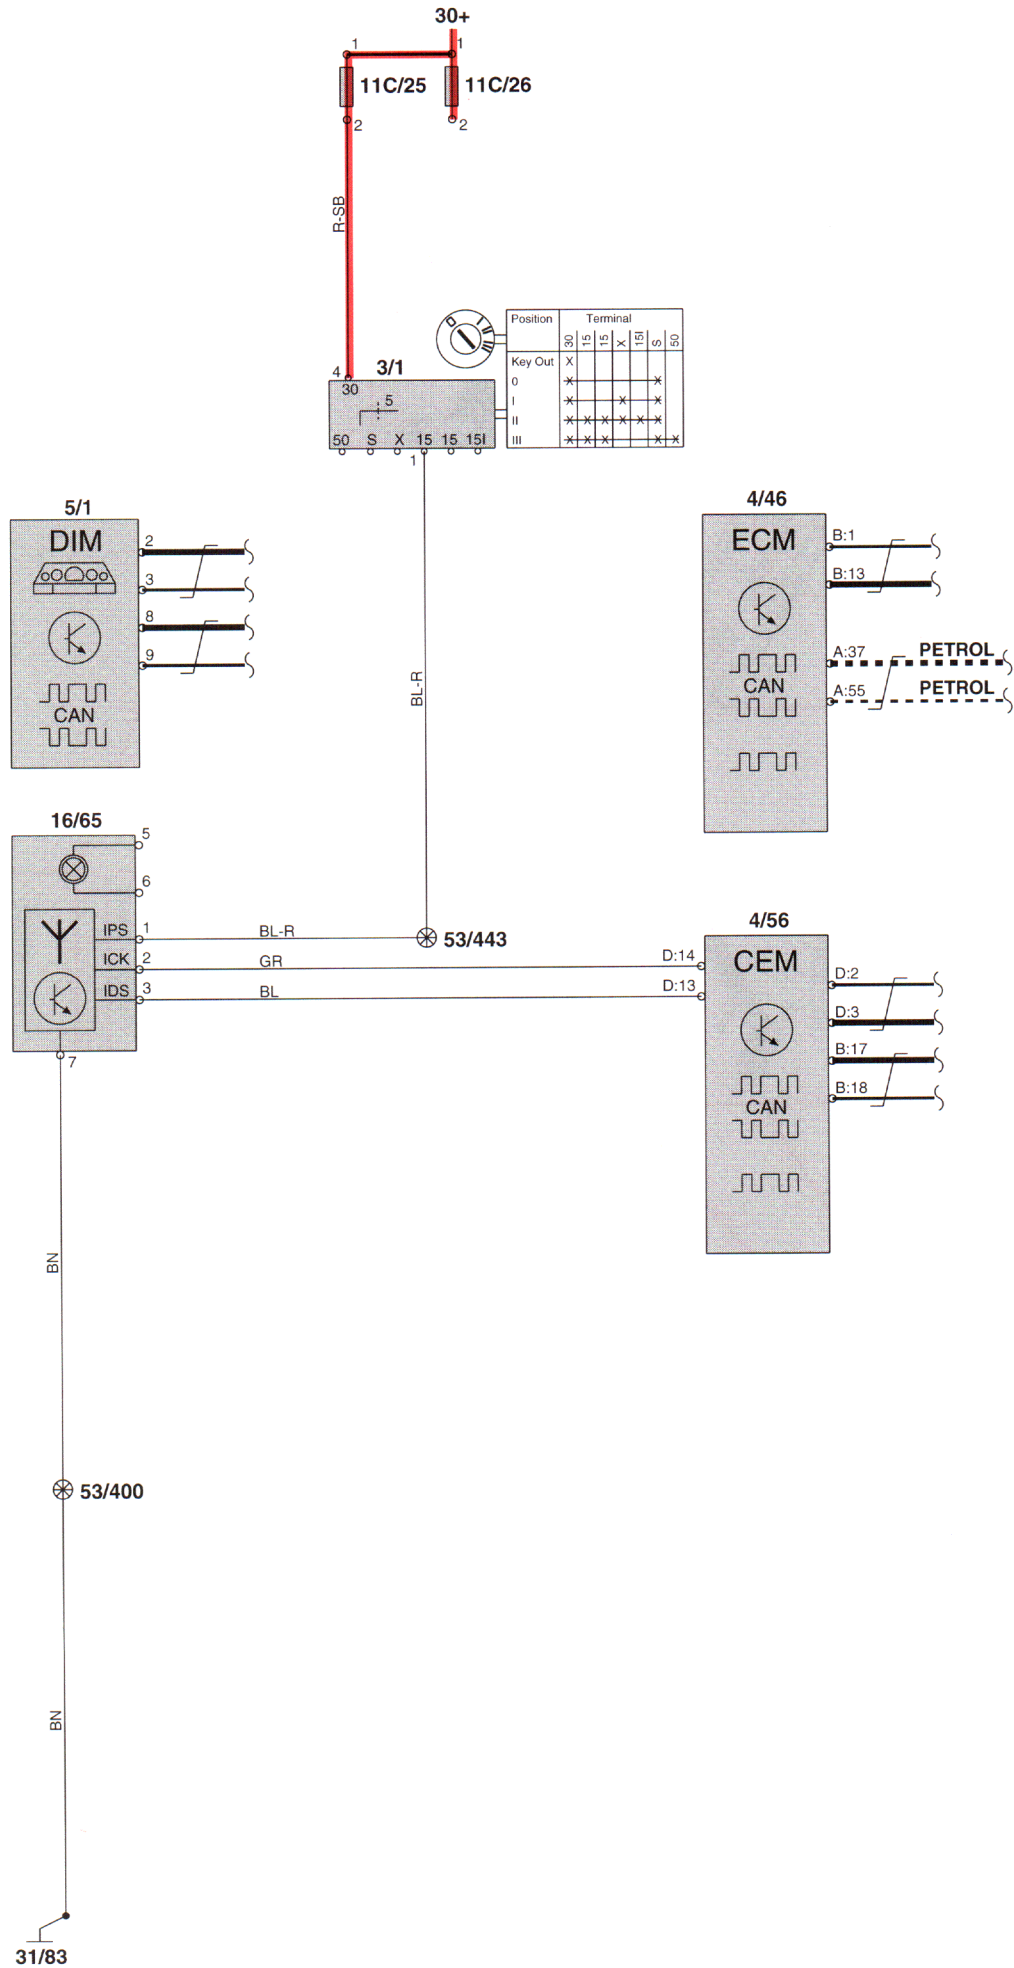 30+
1
1
11C/25
11C/26
2
2
R-SB
Position Terminal
30 15 15 X 15I S 50
Key Out X
0 X X
I X X X
II X X X X X X
III X X X X X
4
3/1
30
5
50 S X 15 15 15I
1
5/1
DIM
2
3
8
9
CAN
4/46
ECM
B:1
B:13
A:37
PETROL
A:55
PETROL
CAN
BL-R
16/65
5
6
IPS 1
BL-R
53/443
ICK 2
GR
D:14
IDS 3
BL
D:13
7
4/56
CEM
D:2
D:3
B:17
B:18
CAN
BN
53/400
BN
31/83